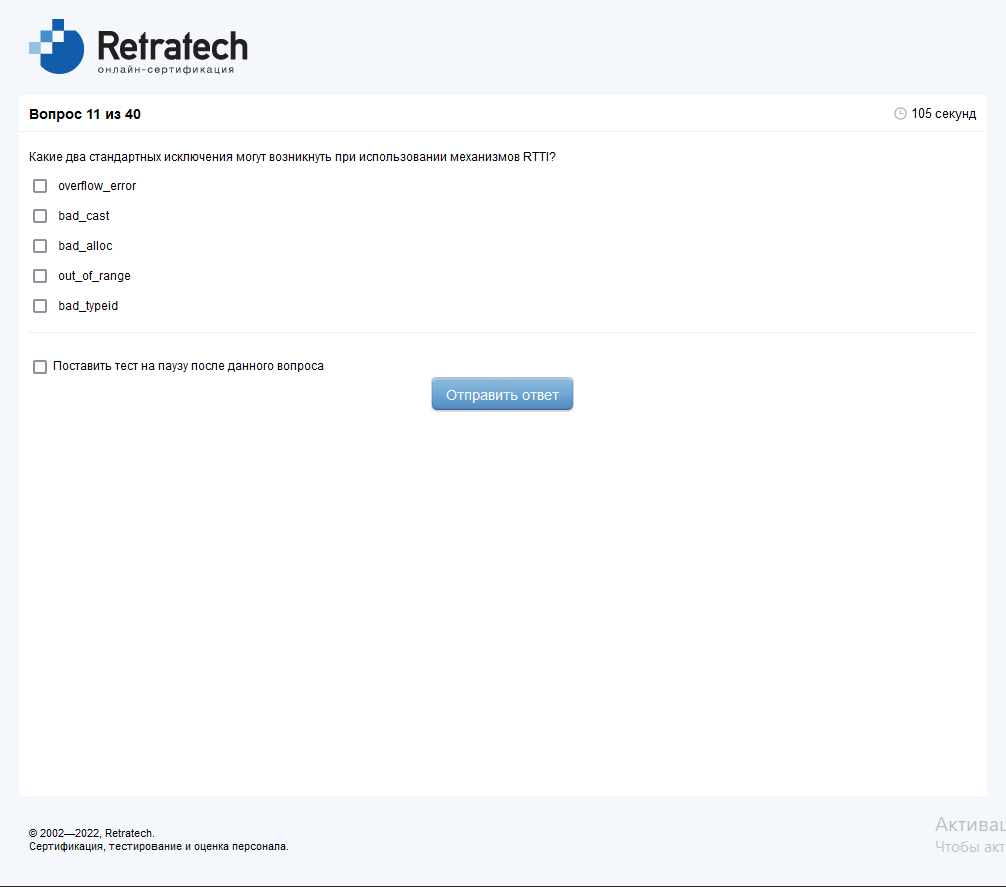 Retratech
онлайн-сертификация
Вопрос 11 из 40
105 секунд
Какие два стандартных исключения могут возникнуть при использовании механизмов RTTI?
overflow_error
bad_cast
bad_alloc
out_of_range
bad_typeid
Поставить тест на паузу после данного вопроса
Отправить ответ
© 2002—2022, Retratech.
Сертификация, тестирование и оценка персонала.
Активац
Чтобы акт